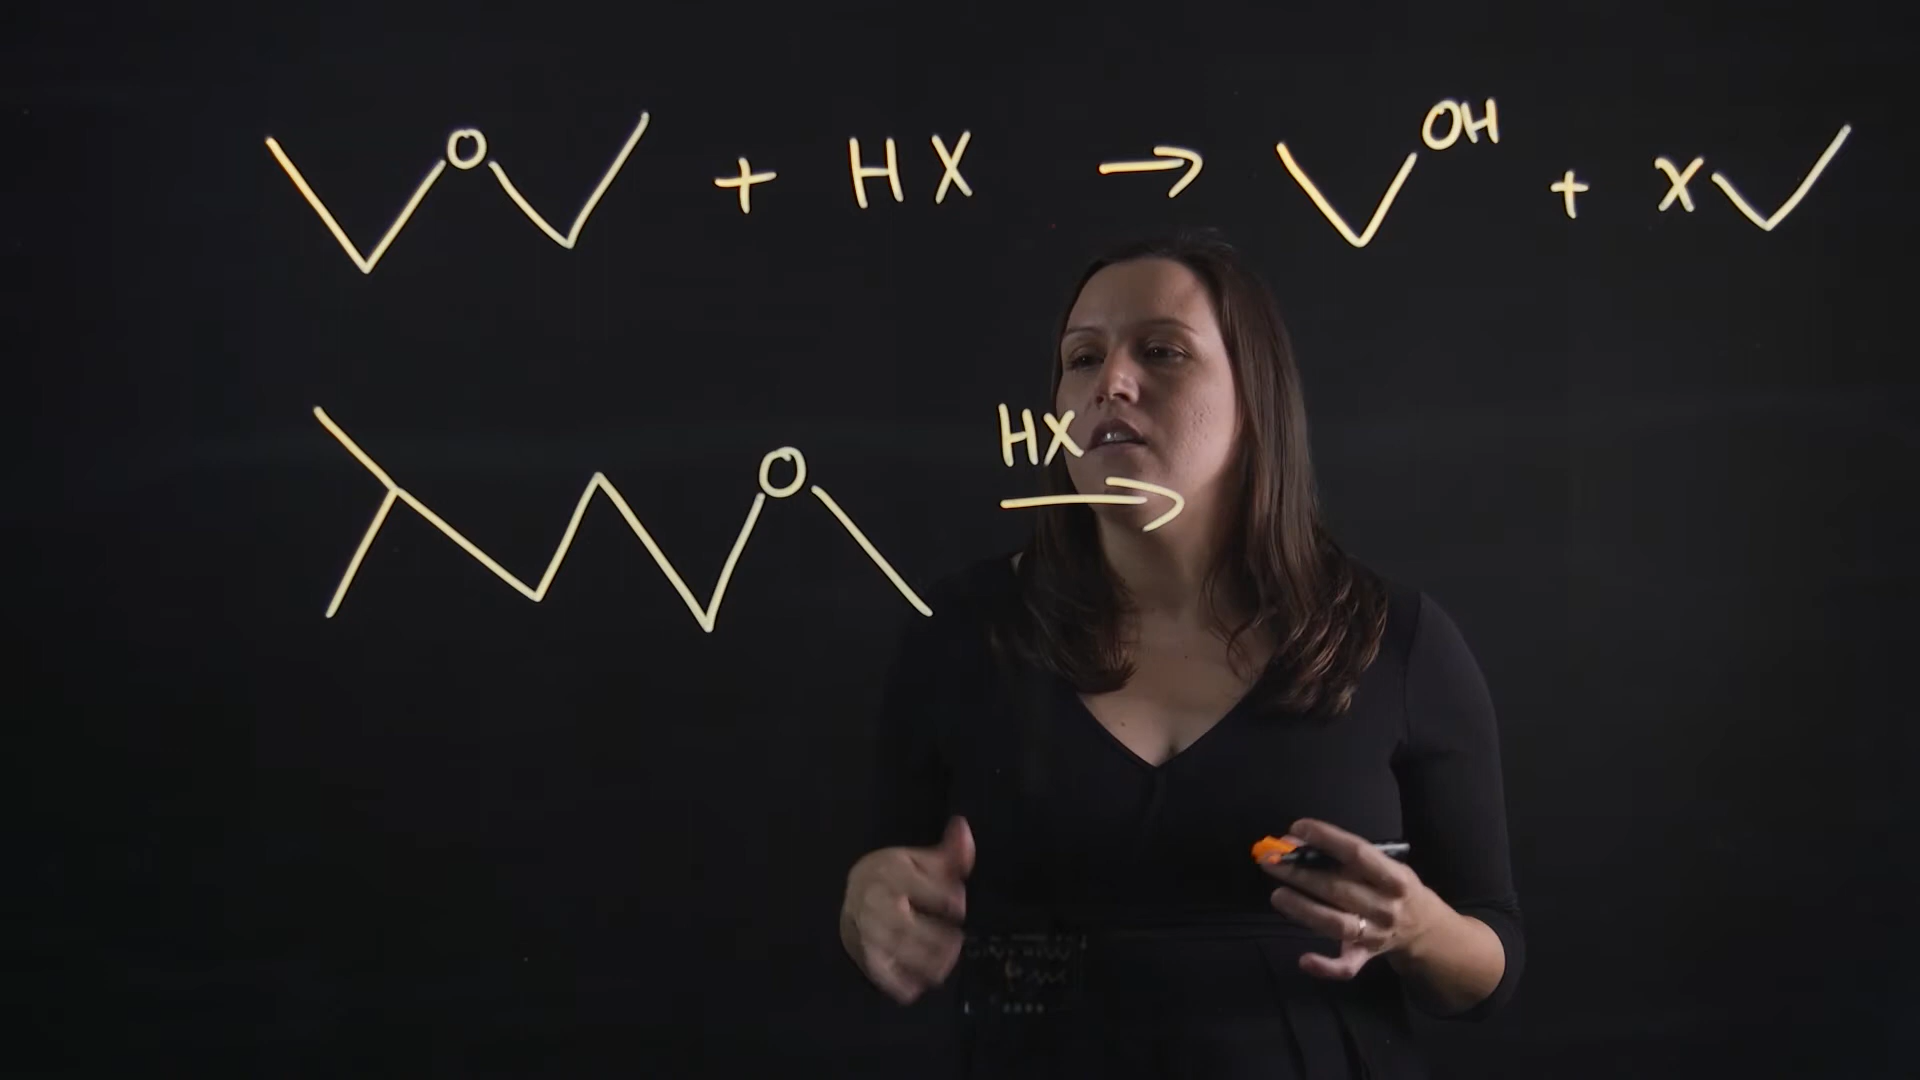 O + HX → OH + X
O HX →